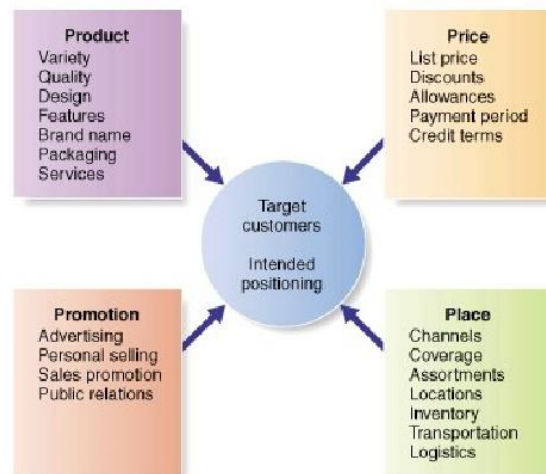 Product
Variety
Quality
Design
Features
Brand name
Packaging
Services
Price
List price
Discounts
Allowances
Payment period
Credit terms
Target
customers
Intended
positioning
Promotion
Advertising
Personal selling
Sales promotion
Public relations
Place
Channels
Coverage
Assortments
Locations
Inventory
Transportation
Logistics